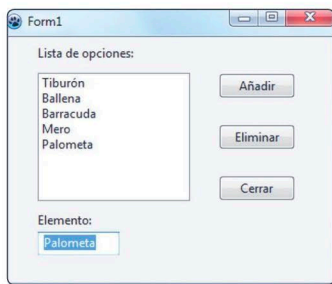 Form1
Lista de opciones:
Tiburón
Ballena
Barracuda
Mero
Palometa
Añadir
Eliminar
Cerrar
Elemento:
Palometa